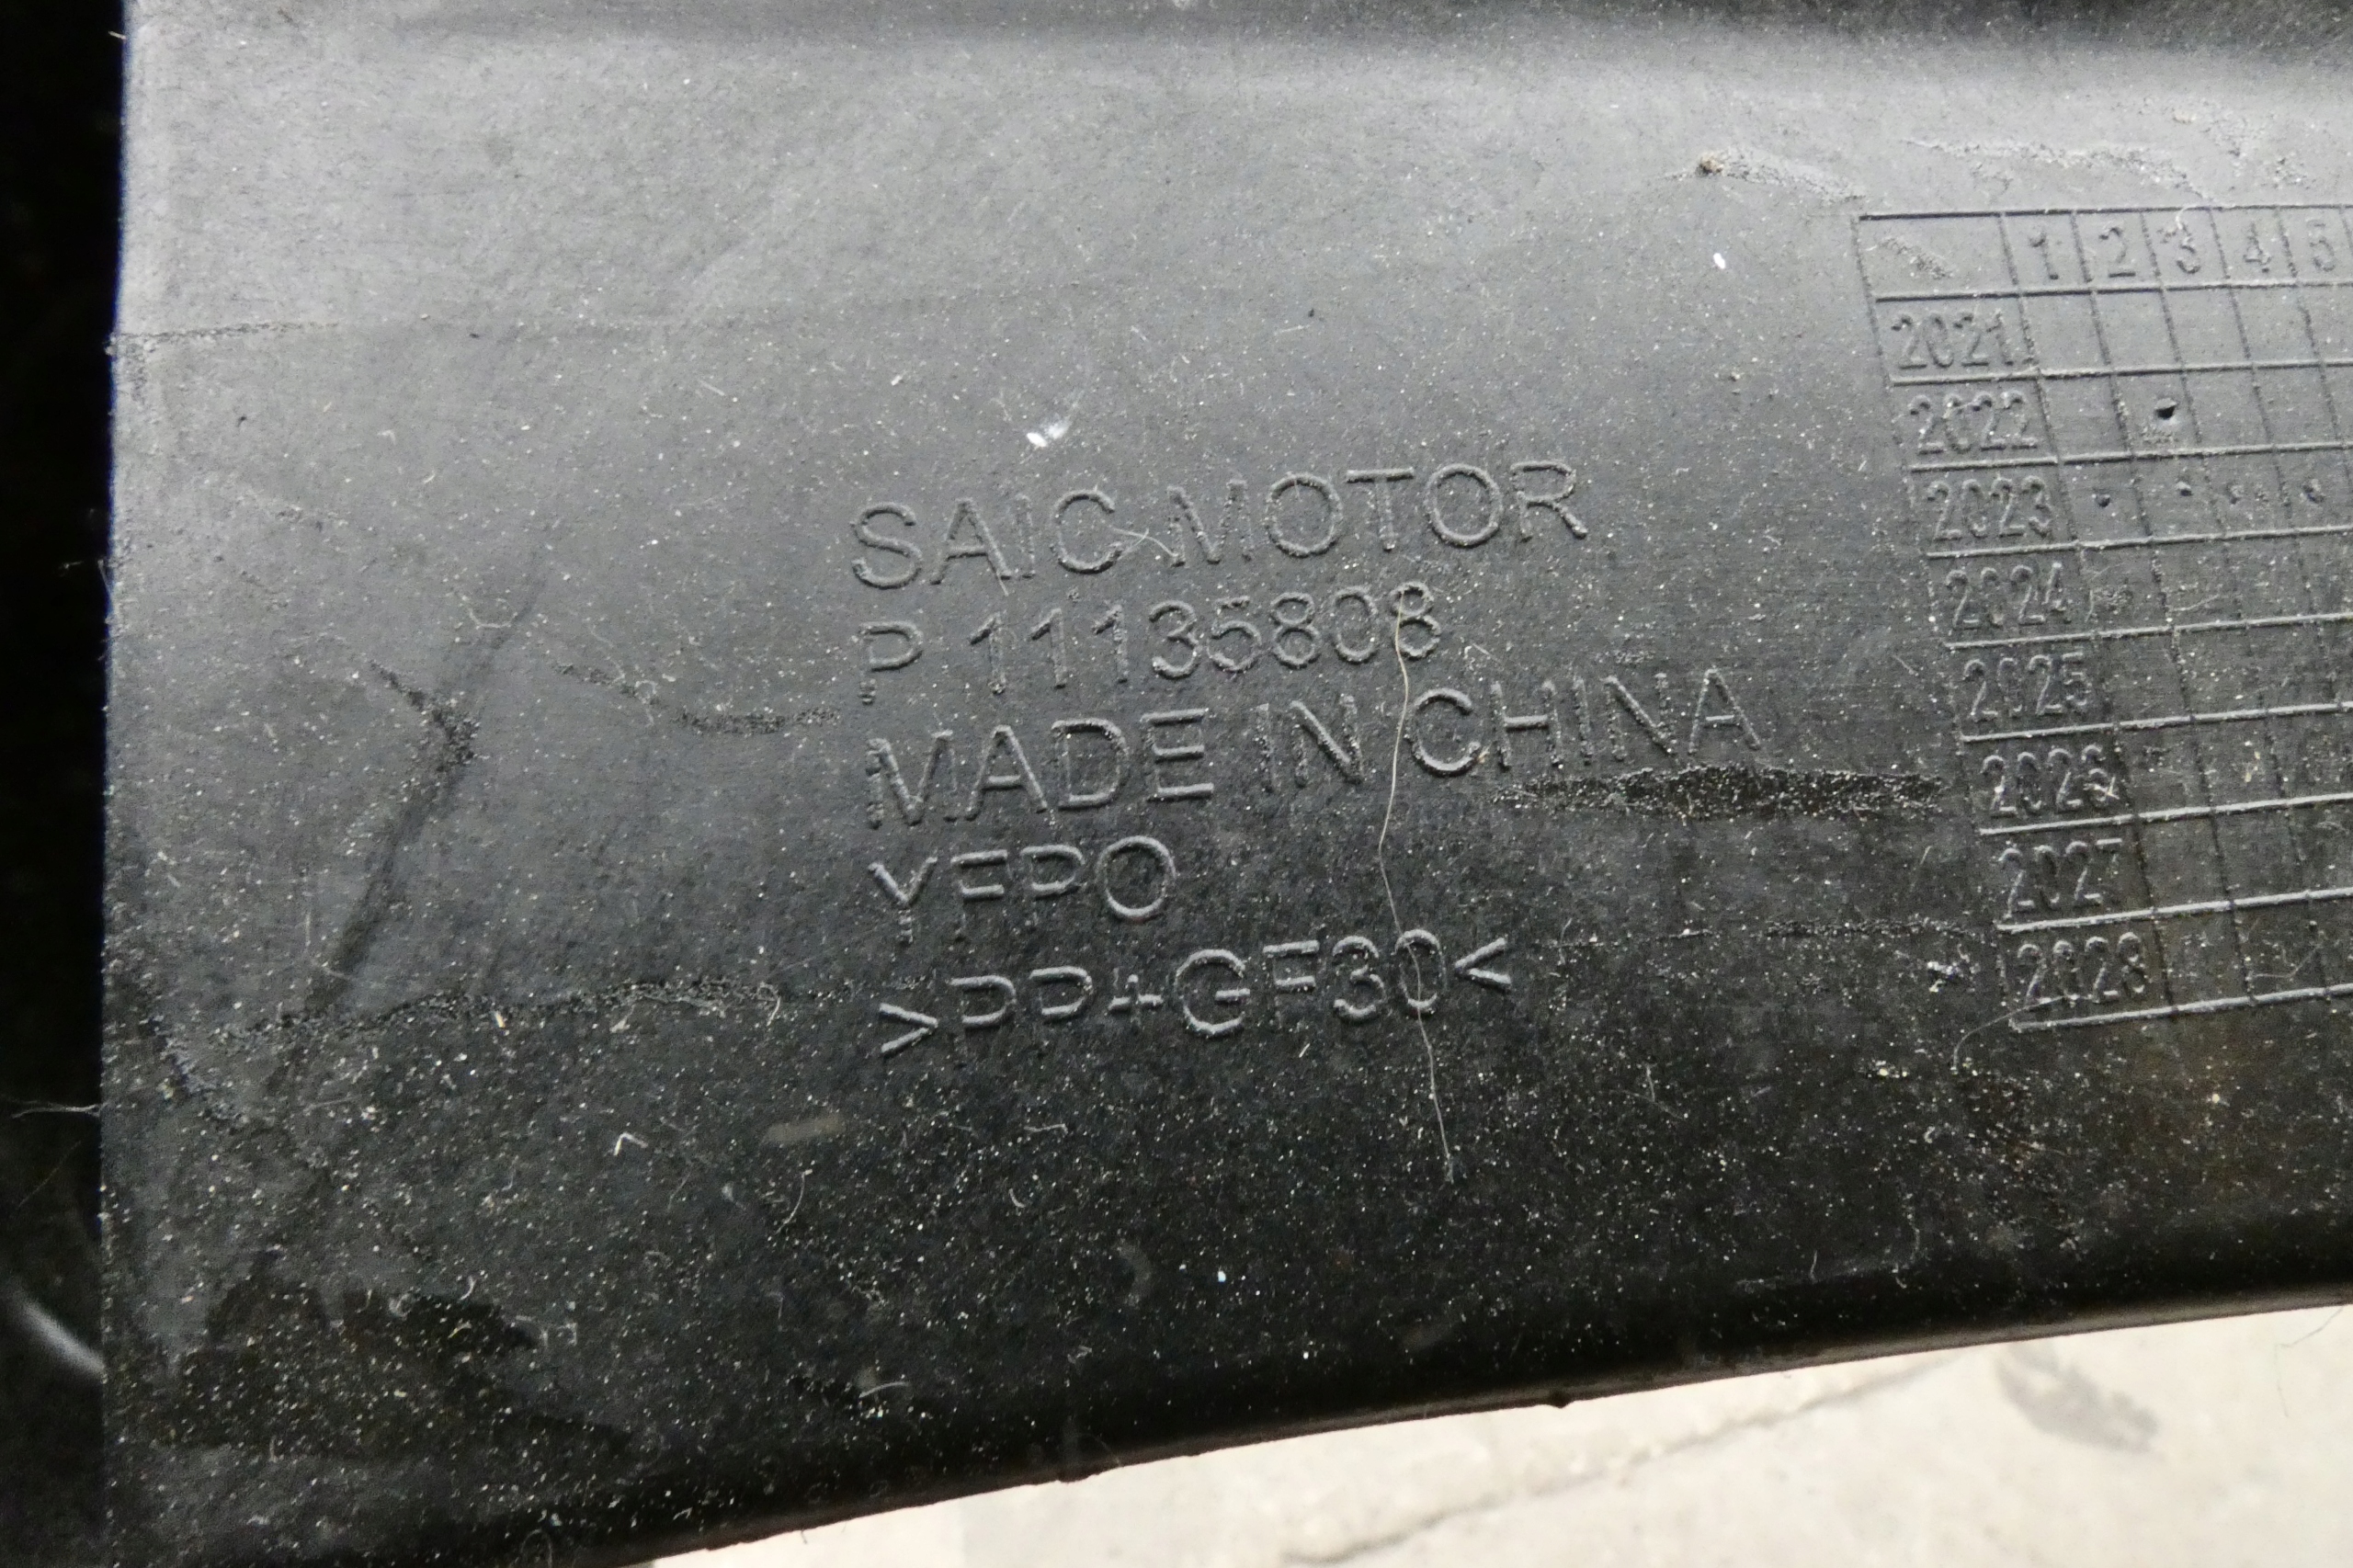 SAIC MOTOR
P 11135808
MADE IN CHINA
YFPO
>PP+GF30<
1 2 3 4 5
2021
2022
2023
2024
2025
2026
2027
2028